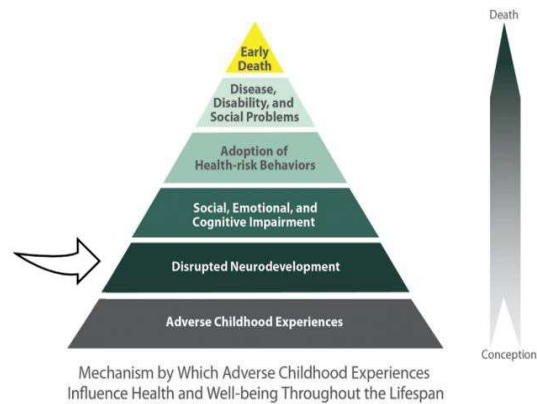 Death
Early
Death
Disease,
Disability, and
Social Problems
Adoption of
Health-risk Behaviors
Social, Emotional, and
Cognitive Impairment
Disrupted Neurodevelopment
Adverse Childhood Experiences
Conception
Mechanism by Which Adverse Childhood Experiences
Influence Health and Well-being Throughout the Lifespan